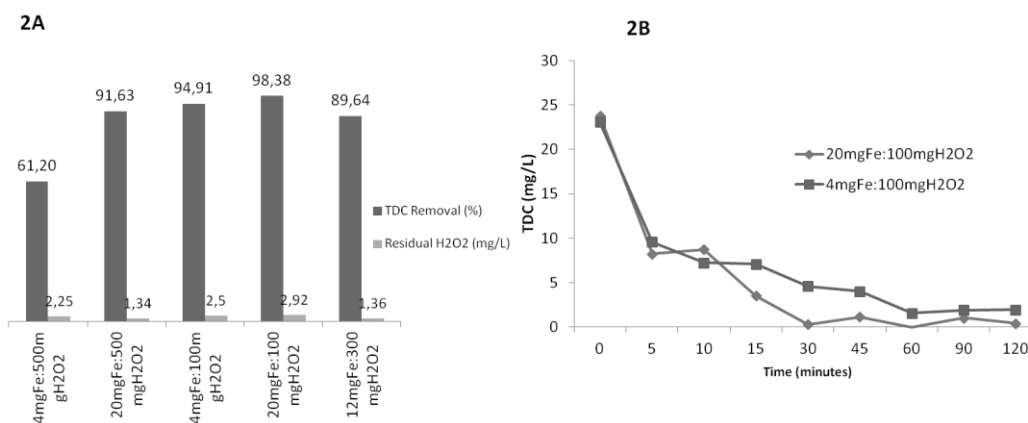 2A
61,20
91,63
94,91
98,38
89,64
2,25
1,34
2,5
2,92
1,36
TDC Removal (%)
Residual H2O2 (mg/L)
4mgFe:500m
gH2O2
20mgFe:500
mgH2O2
4mgFe:100m
gH2O2
20mgFe:100
mgH2O2
12mgFe:300
mgH2O2
2B
TDC (mg/L)
30
25
20
15
10
5
0
20mgFe:100mgH2O2
4mgFe:100mgH2O2
0 5 10 15 30 45 60 90 120
Time (minutes)